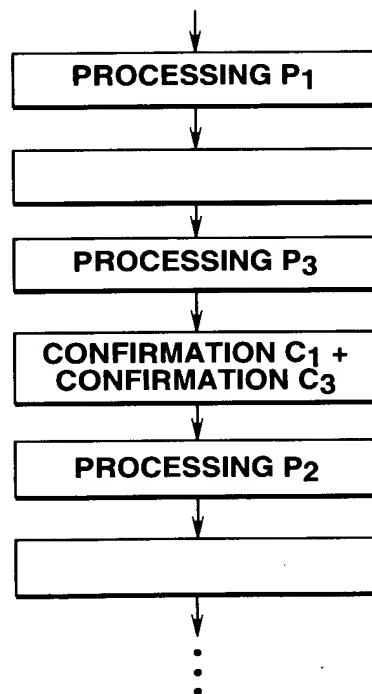 PROCESSING P1
PROCESSING P3
CONFIRMATION C1 +
CONFIRMATION C3
PROCESSING P2